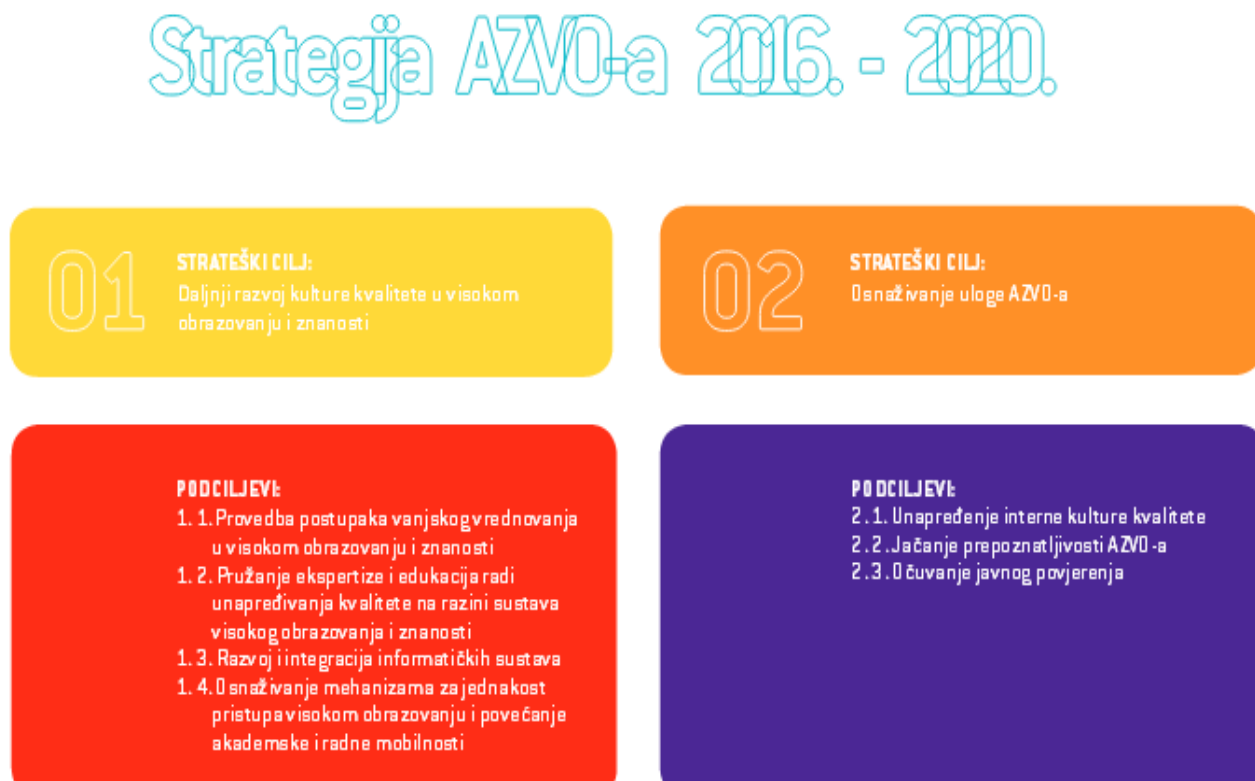 Strategija AZVO-a 2016. - 2020.
01
STRATEŠKI CILJ:
Daljnji razvoj kulture kvalitete u visokom
obrazovanju i znanosti
02
STRATEŠKI CILJ:
Osnaživanje uloge AZVO-a
PODCILJEVI:
1. 1. Provedba postupaka vanjskog vrednovanja
u visokom obrazovanju i znanosti
1. 2. Pružanje ekspertize i edukacija radi
unapređivanja kvalitete na razini sustava
visokog obrazovanja i znanosti
1. 3. Razvoj i integracija informatičkih sustava
1. 4. Osnaživanje mehanizama za jednakost
pristupa visokom obrazovanju i povećanje
akademske i radne mobilnosti
PODCILJEVI:
2.1. Unapređenje interne kulture kvalitete
2.2. Jačanje prepoznatljivosti AZVO-a
2.3. Očuvanje javnog povjerenja